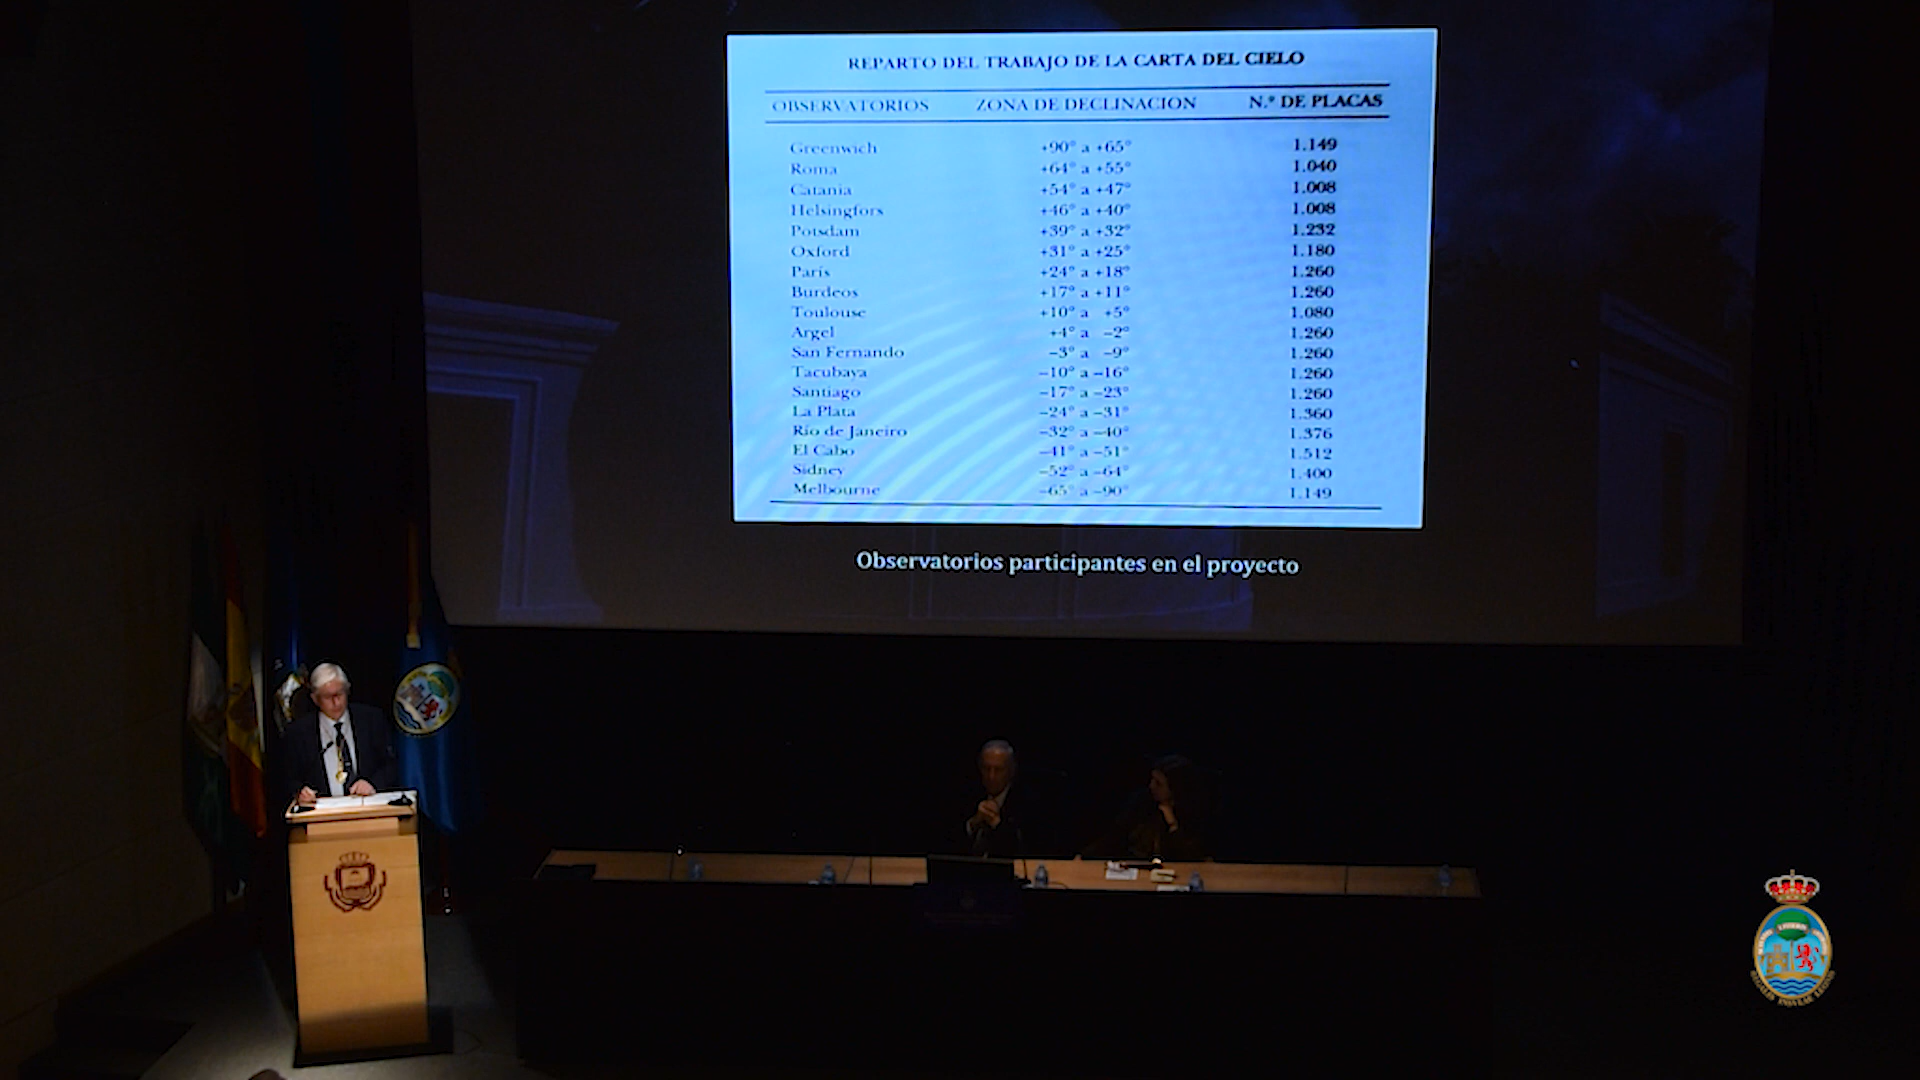 REPARTO DEL TRABAJO DE LA CARTA DEL CIELO
OBSERVATORIOS ZONA DE DECLINACION N.º DE PLACAS
Greenwich +90° a +65° 1.149
Roma +64° a +55° 1.040
Catania +54° a +47° 1.008
Helsingfors +46° a +40° 1.008
Potsdam +39° a +32° 1.232
Oxford +31° a +25° 1.180
París +24° a +18° 1.260
Burdeos +17° a +11° 1.260
Toulouse +10° a +5° 1.080
Argel +4° a –2° 1.260
San Fernando –3° a –9° 1.260
Tacubaya –10° a –16° 1.260
Santiago –17° a –23° 1.260
La Plata –24° a –31° 1.360
Río de Janeiro –32° a –40° 1.376
El Cabo –41° a –51° 1.512
Sidney –52° a –64° 1.400
Melbourne –65° a –90° 1.149
Observatorios participantes en el proyecto